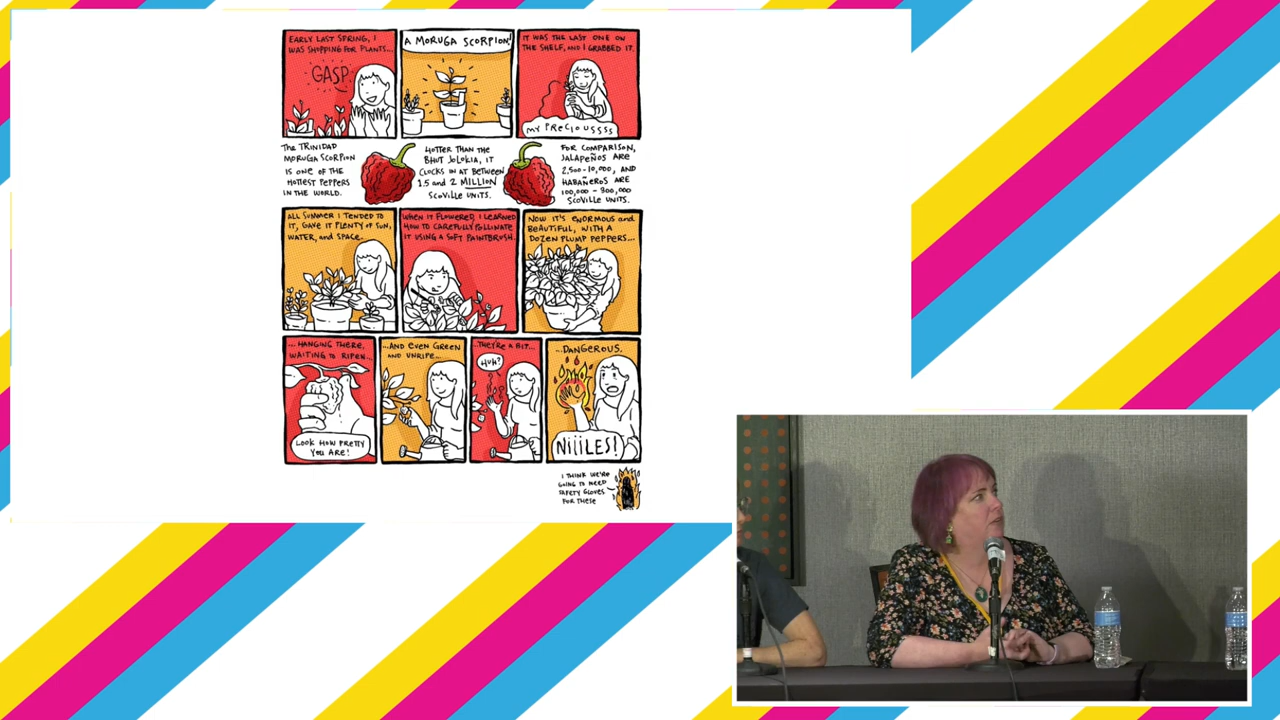 EARLY LAST SPRING, I
WAS SHOPPING FOR PLANTS...
GASP
A MORUGA SCORPION!
IT WAS THE LAST ONE ON
THE SHELF, AND I GRABBED IT.
MY PRECIOUSSSS
THE TRINIDAD
MORUGA SCORPION
IS ONE OF THE
HOTTEST PEPPERS
IN THE WORLD.
HOTTER THAN THE
BHUT JOLOKIA, IT
CLOCKS IN AT BETWEEN
1.5 and 2 MILLION
SCOVILLE UNITS.
FOR COMPARISON,
JALAPEÑOS ARE
2,500-10,000, AND
HABAÑEROS ARE
100,000 - 300,000
SCOVILLE UNITS.
ALL SUMMER I TENDED TO
IT, GAVE IT PLENTY OF SUN,
WATER, and SPACE.
WHEN IT FLOWERED, I LEARNED
HOW TO CAREFULLY POLLINATE
IT USING A SOFT PAINTBRUSH.
NOW IT'S ENORMOUS and
BEAUTIFUL, WITH A
DOZEN PLUMP PEPPERS...
...HANGING THERE,
WAITING TO RIPEN...
LOOK HOW PRETTY
YOU ARE!
...AND EVEN GREEN
AND UNRIPE...
...THEY'RE A BIT...
HUH?
...DANGEROUS.
NIIILES!
I THINK WE'RE
GOING TO NEED
SAFETY GLOVES
FOR THESE